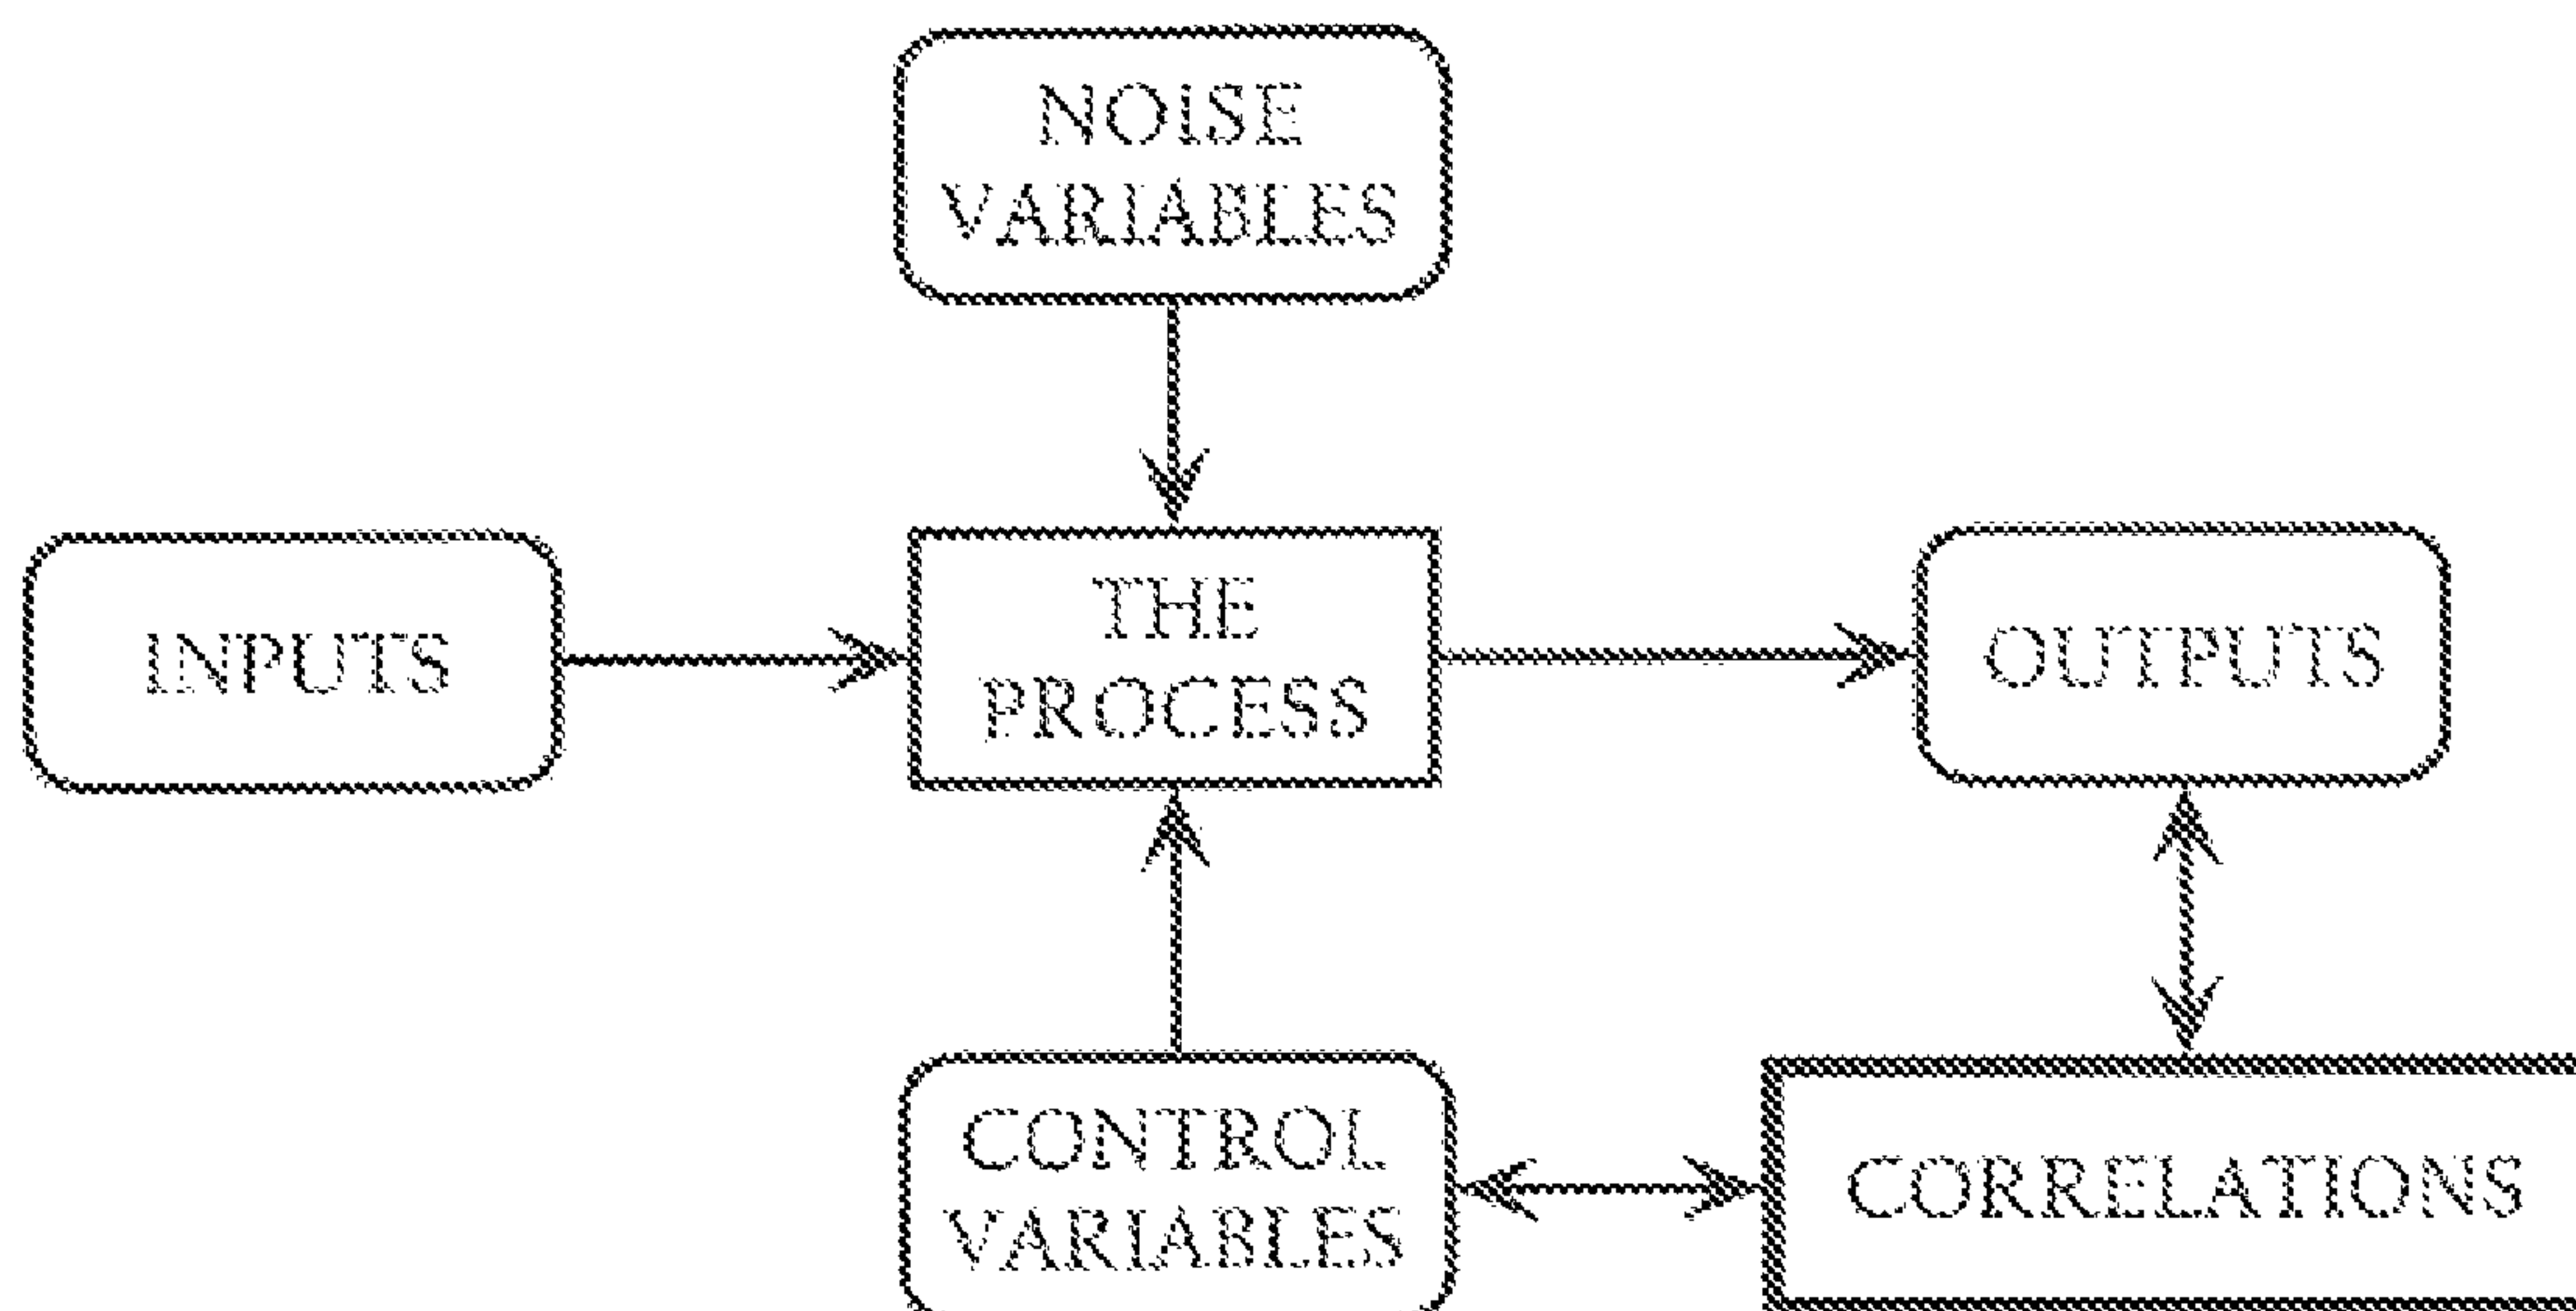 NOISE
VARIABLES
INPUTS
THE
PROCESS
OUTPUTS
CONTROL
VARIABLES
CORRELATIONS